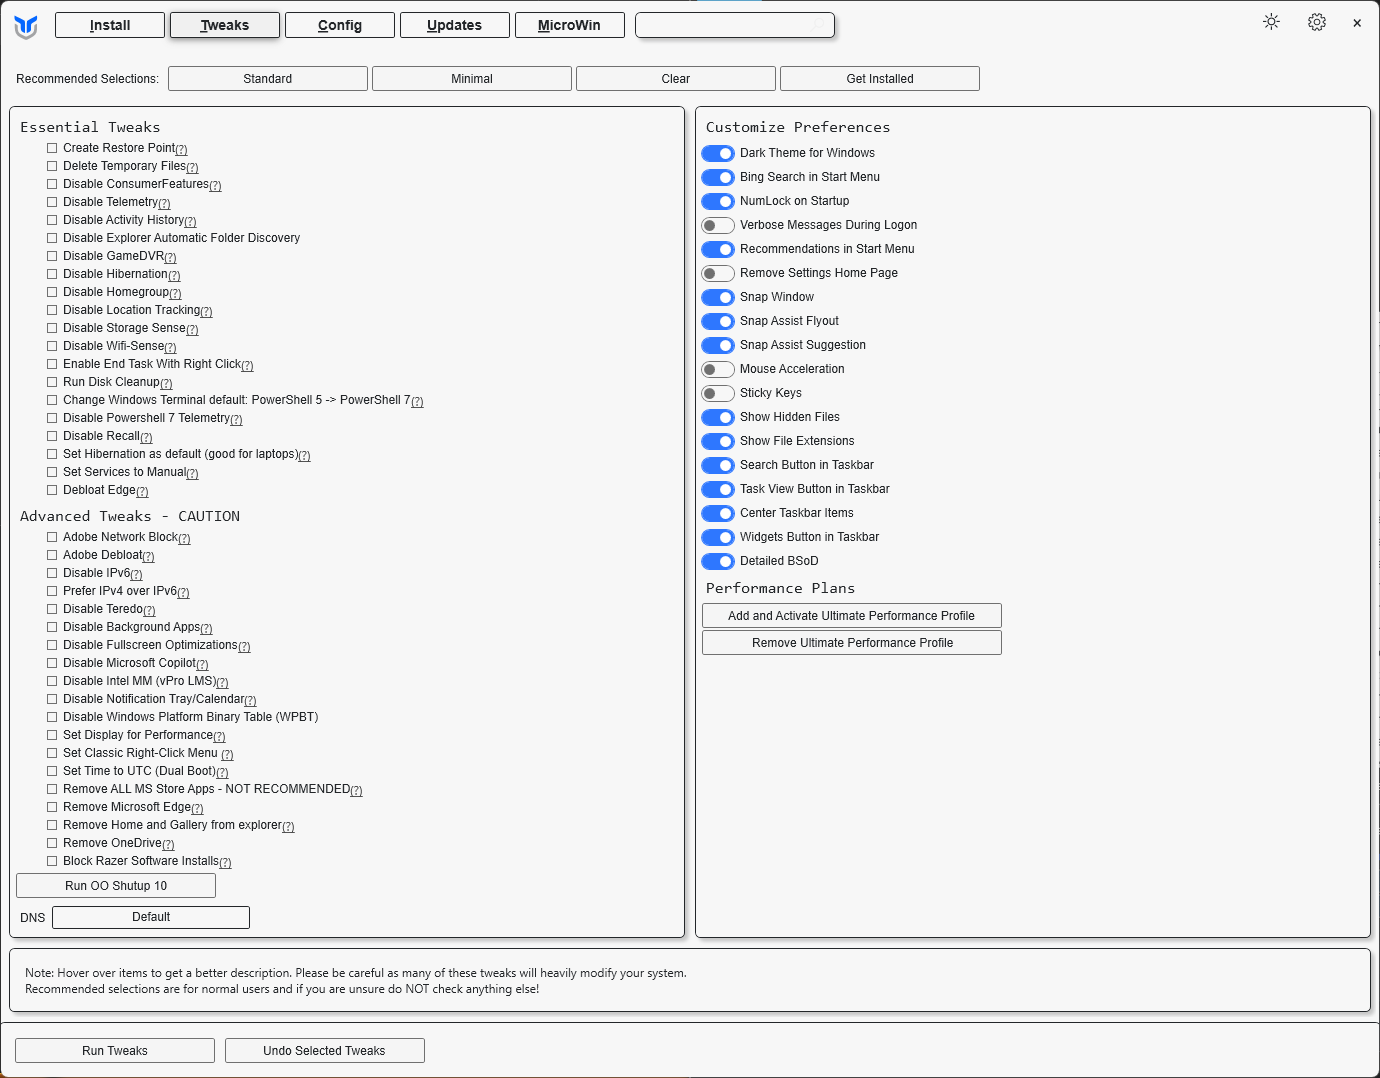 Install
Tweaks
Config
Updates
MicroWin
Recommended Selections:
Standard
Minimal
Clear
Get Installed
Essential Tweaks
Create Restore Point(?)
Delete Temporary Files(?)
Disable ConsumerFeatures(?)
Disable Telemetry(?)
Disable Activity History(?)
Disable Explorer Automatic Folder Discovery
Disable GameDVR(?)
Disable Hibernation(?)
Disable Homegroup(?)
Disable Location Tracking(?)
Disable Storage Sense(?)
Disable Wifi-Sense(?)
Enable End Task With Right Click(?)
Run Disk Cleanup(?)
Change Windows Terminal default: PowerShell 5 -> PowerShell 7(?)
Disable Powershell 7 Telemetry(?)
Disable Recall(?)
Set Hibernation as default (good for laptops)(?)
Set Services to Manual(?)
Debloat Edge(?)
Advanced Tweaks - CAUTION
Adobe Network Block(?)
Adobe Debloat(?)
Disable IPv6(?)
Prefer IPv4 over IPv6(?)
Disable Teredo(?)
Disable Background Apps(?)
Disable Fullscreen Optimizations(?)
Disable Microsoft Copilot(?)
Disable Intel MM (vPro LMS)(?)
Disable Notification Tray/Calendar(?)
Disable Windows Platform Binary Table (WPBT)
Set Display for Performance(?)
Set Classic Right-Click Menu (?)
Set Time to UTC (Dual Boot)(?)
Remove ALL MS Store Apps - NOT RECOMMENDED(?)
Remove Microsoft Edge(?)
Remove Home and Gallery from explorer(?)
Remove OneDrive(?)
Block Razer Software Installs(?)
Run OO Shutup 10
DNS
Default
Customize Preferences
Dark Theme for Windows
Bing Search in Start Menu
NumLock on Startup
Verbose Messages During Logon
Recommendations in Start Menu
Remove Settings Home Page
Snap Window
Snap Assist Flyout
Snap Assist Suggestion
Mouse Acceleration
Sticky Keys
Show Hidden Files
Show File Extensions
Search Button in Taskbar
Task View Button in Taskbar
Center Taskbar Items
Widgets Button in Taskbar
Detailed BSoD
Performance Plans
Add and Activate Ultimate Performance Profile
Remove Ultimate Performance Profile
Note: Hover over items to get a better description. Please be careful as many of these tweaks will heavily modify your system.
Recommended selections are for normal users and if you are unsure do NOT check anything else!
Run Tweaks
Undo Selected Tweaks